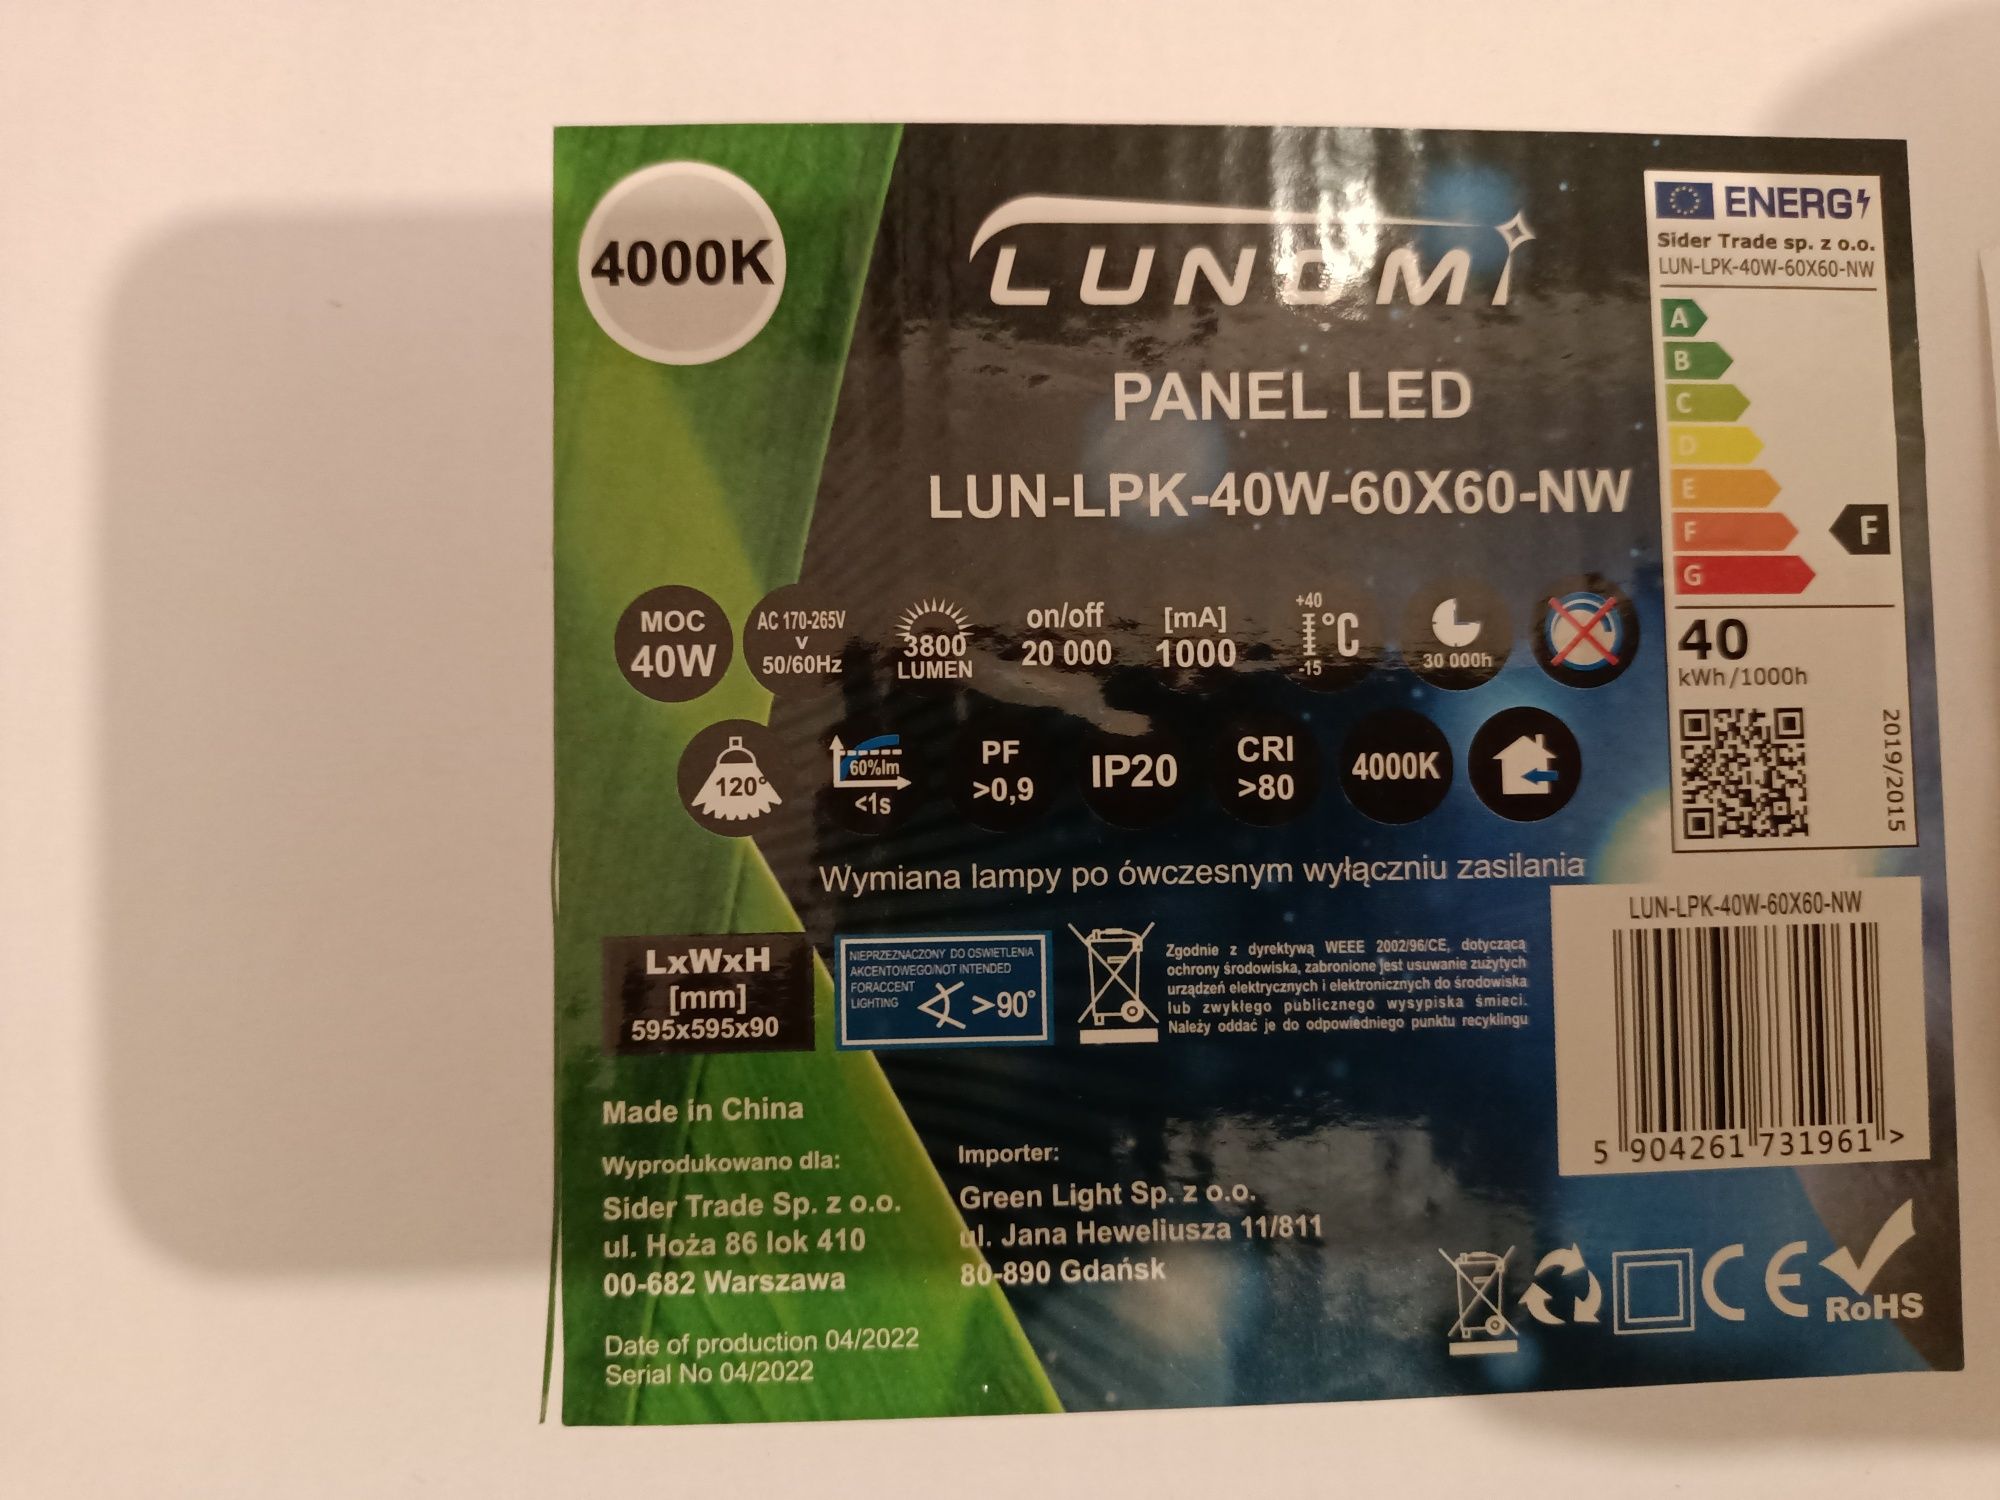 4000K
LUNOMI
PANEL LED
LUN-LPK-40W-60X60-NW
MOC
40W
AC 170-265V
V
50/60Hz
3800
LUMEN
on/off
20 000
[mA]
1000
+40
°C
-15
30 000h
120°
60%lm
<1s
PF
>0,9
IP20
CRI
>80
4000K
Wymiana lampy po ówczesnym wyłączniu zasilania
LxWxH
[mm]
595x595x90
NIEPRZEZNACZONY DO OSWIETLENIA
AKCENTOWEGO/NOT INTENDED
FORACCENT
LIGHTING
>90°
Zgodnie z dyrektywą WEEE 2002/96/CE, dotyczącą
ochrony środowiska, zabronione jest usuwanie zużytych
urządzeń elektrycznych i elektronicznych do środowiska
lub zwykłego publicznego wysypiska śmieci.
Należy oddać je do odpowiedniego punktu recyklingu
Made in China
Wyprodukowano dla:
Sider Trade Sp. z o.o.
ul. Hoża 86 lok 410
00-682 Warszawa
Importer:
Green Light Sp. z o.o.
ul. Jana Heweliusza 11/811
80-890 Gdańsk
Date of production 04/2022
Serial No 04/2022
ENERG
Sider Trade sp. z o.o.
LUN-LPK-40W-60X60-NW
A
B
C
D
E
F
G
F
40
kWh/1000h
2019/2015
LUN-LPK-40W-60X60-NW
5 904261 731961 >
CE
RoHS